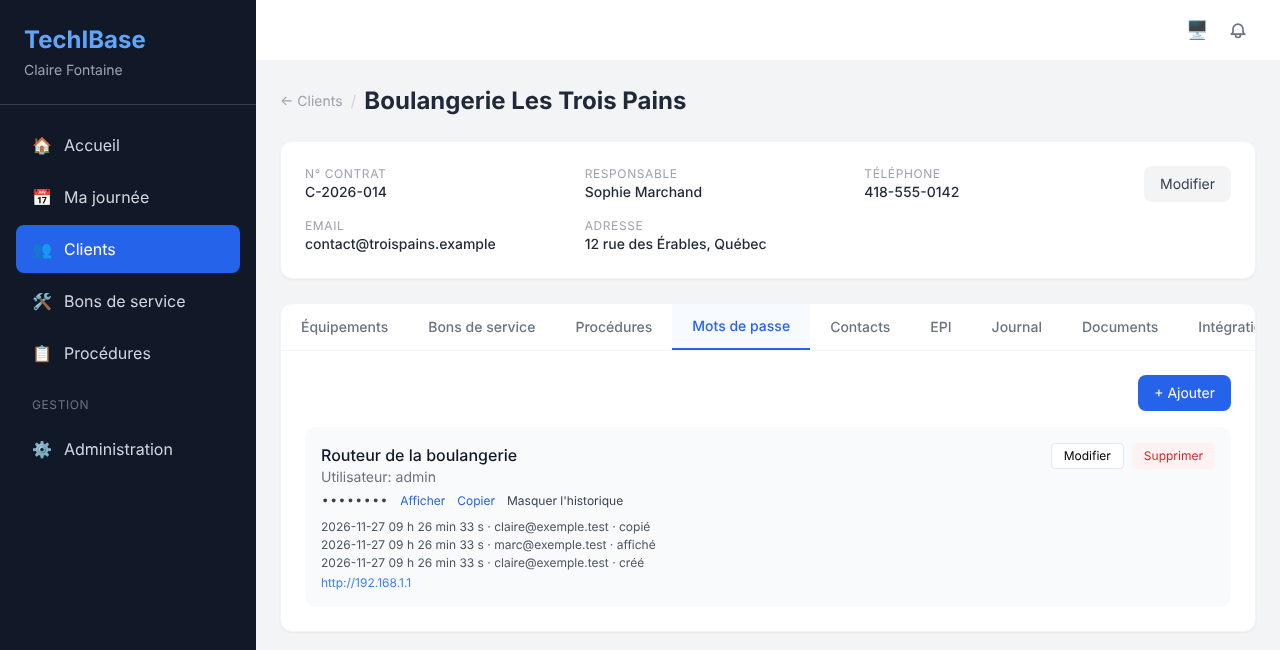 TechIBase
Claire Fontaine
Accueil
Ma journée
Clients
Bons de service
Procédures
GESTION
Administration
← Clients / Boulangerie Les Trois Pains
N° CONTRAT
C-2026-014
RESPONSABLE
Sophie Marchand
TÉLÉPHONE
418-555-0142
Modifier
EMAIL
contact@troispains.example
ADRESSE
12 rue des Érables, Québec
Équipements Bons de service Procédures Mots de passe Contacts EPI Journal Documents Intégrati
+ Ajouter
Routeur de la boulangerie
Modifier Supprimer
Utilisateur: admin
•••••••• Afficher Copier Masquer l'historique
2026-11-27 09 h 26 min 33 s · claire@exemple.test · copié
2026-11-27 09 h 26 min 33 s · marc@exemple.test · affiché
2026-11-27 09 h 26 min 33 s · claire@exemple.test · créé
http://192.168.1.1